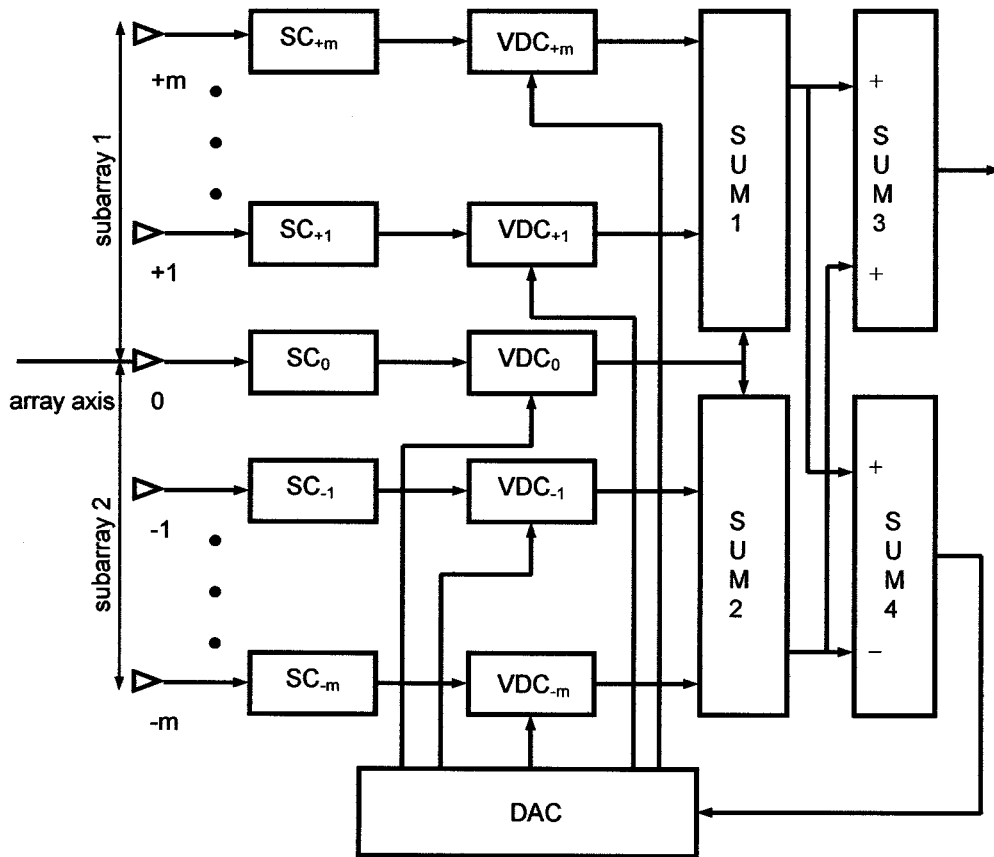 SC+m
VDC+m
+m
subarray 1
S
U
M
1
+
S
U
M
3
+
SC+1
VDC+1
+1
SC0
VDC0
array axis
0
SC-1
VDC-1
-1
subarray 2
S
U
M
2
+
S
U
M
4
−
SC-m
VDC-m
-m
DAC